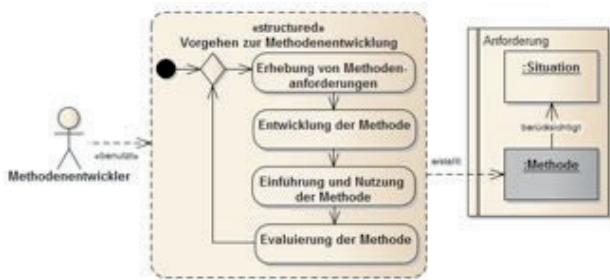 «structured»
Vorgehen zur Methodenentwicklung
Erhebung von Methoden-
anforderungen
Entwicklung der Methode
Einführung und Nutzung
der Methode
Evaluierung der Methode
«benutzt»
Methodenentwickler
erstellt
Anforderung
:Situation
berücksichtigt
:Methode